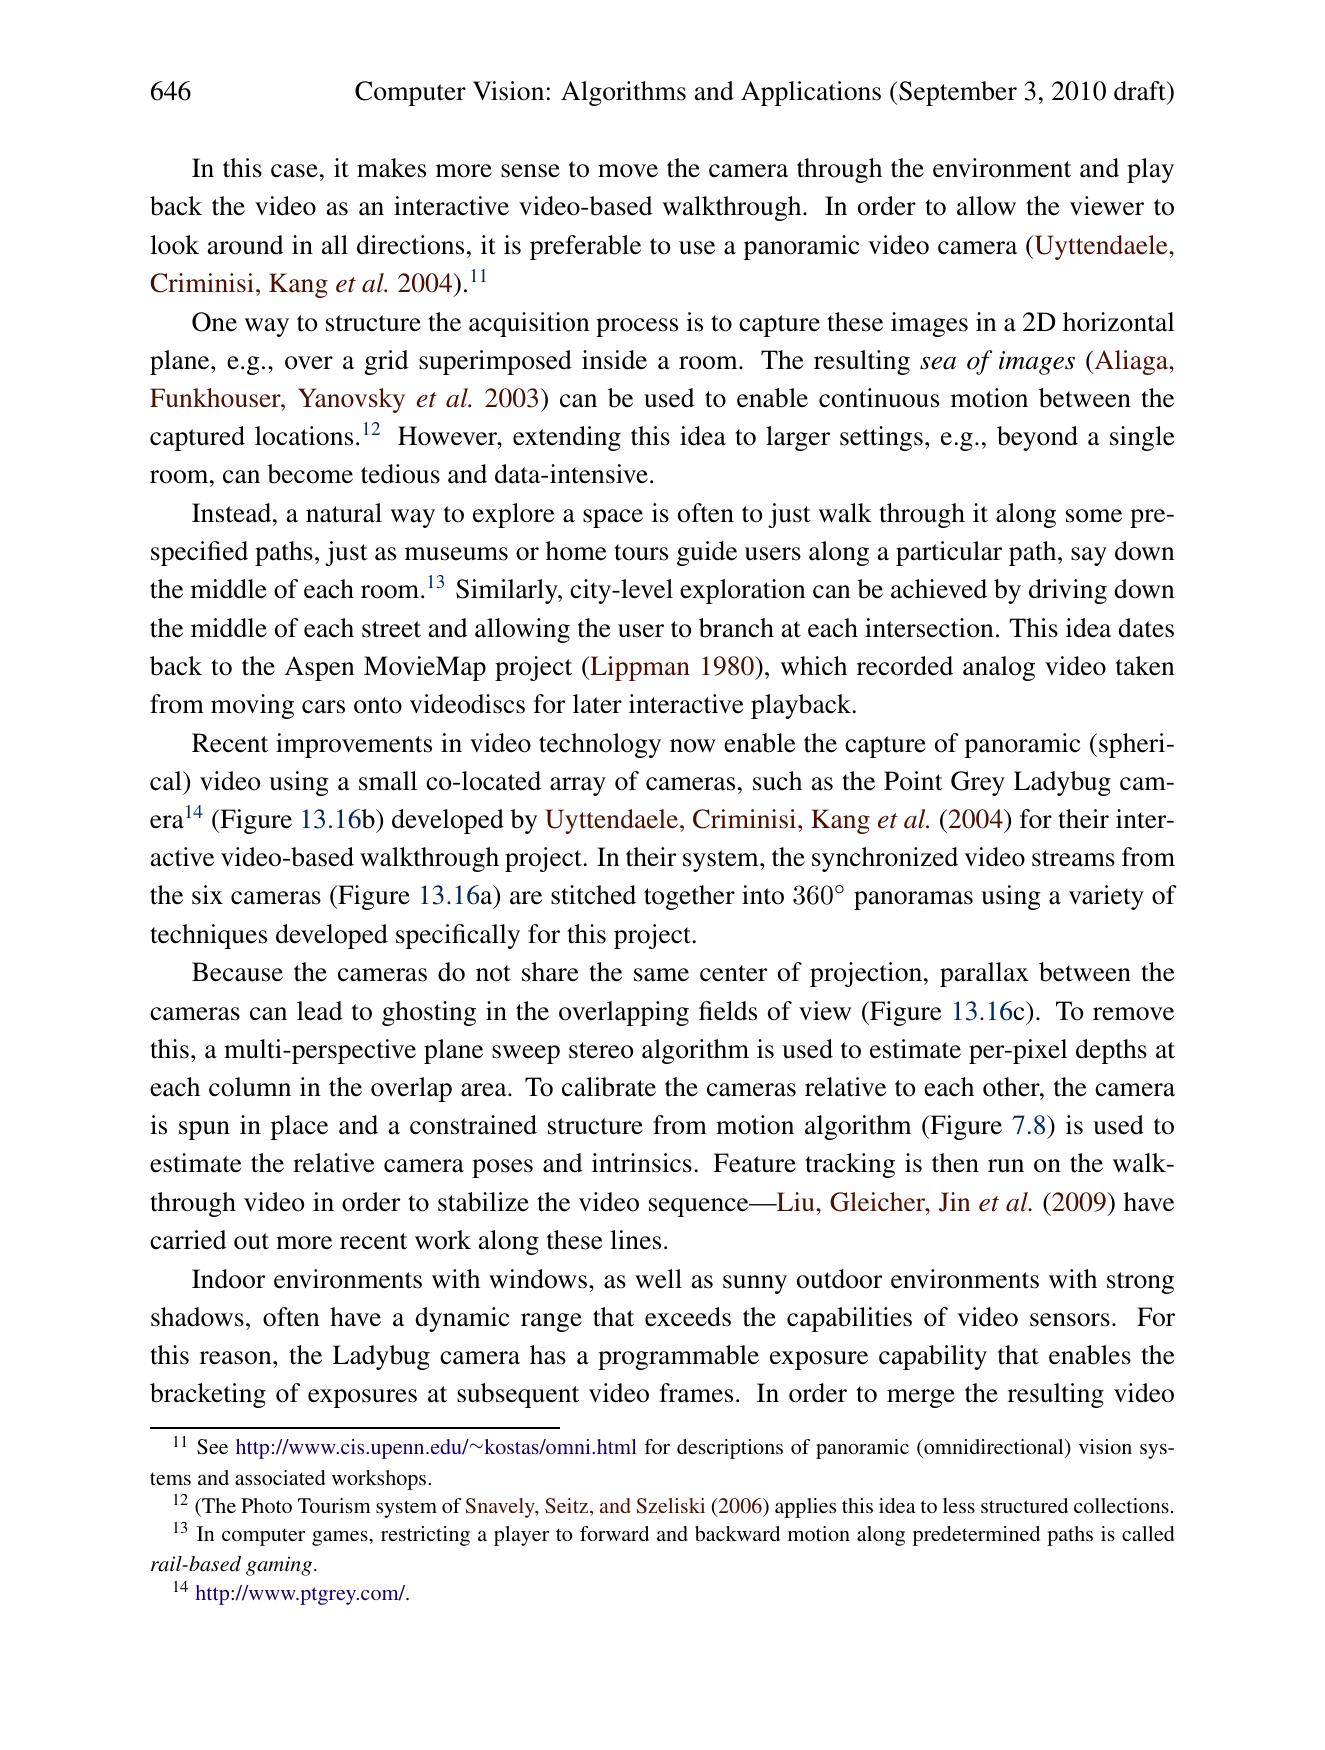 646 Computer Vision: Algorithms and Applications (September 3, 2010 draft)
In this case, it makes more sense to move the camera through the environment and play
back the video as an interactive video-based walkthrough. In order to allow the viewer to
look around in all directions, it is preferable to use a panoramic video camera (Uyttendaele,
Criminisi, Kang et al. 2004).11
One way to structure the acquisition process is to capture these images in a 2D horizontal
plane, e.g., over a grid superimposed inside a room. The resulting sea of images (Aliaga,
Funkhouser, Yanovsky et al. 2003) can be used to enable continuous motion between the
captured locations.12 However, extending this idea to larger settings, e.g., beyond a single
room, can become tedious and data-intensive.
Instead, a natural way to explore a space is often to just walk through it along some pre-
specified paths, just as museums or home tours guide users along a particular path, say down
the middle of each room.13 Similarly, city-level exploration can be achieved by driving down
the middle of each street and allowing the user to branch at each intersection. This idea dates
back to the Aspen MovieMap project (Lippman 1980), which recorded analog video taken
from moving cars onto videodiscs for later interactive playback.
Recent improvements in video technology now enable the capture of panoramic (spheri-
cal) video using a small co-located array of cameras, such as the Point Grey Ladybug cam-
era14 (Figure 13.16b) developed by Uyttendaele, Criminisi, Kang et al. (2004) for their inter-
active video-based walkthrough project. In their system, the synchronized video streams from
the six cameras (Figure 13.16a) are stitched together into 360° panoramas using a variety of
techniques developed specifically for this project.
Because the cameras do not share the same center of projection, parallax between the
cameras can lead to ghosting in the overlapping fields of view (Figure 13.16c). To remove
this, a multi-perspective plane sweep stereo algorithm is used to estimate per-pixel depths at
each column in the overlap area. To calibrate the cameras relative to each other, the camera
is spun in place and a constrained structure from motion algorithm (Figure 7.8) is used to
estimate the relative camera poses and intrinsics. Feature tracking is then run on the walk-
through video in order to stabilize the video sequence—Liu, Gleicher, Jin et al. (2009) have
carried out more recent work along these lines.
Indoor environments with windows, as well as sunny outdoor environments with strong
shadows, often have a dynamic range that exceeds the capabilities of video sensors. For
this reason, the Ladybug camera has a programmable exposure capability that enables the
bracketing of exposures at subsequent video frames. In order to merge the resulting video
11 See http://www.cis.upenn.edu/~kostas/omni.html for descriptions of panoramic (omnidirectional) vision sys-
tems and associated workshops.
12 (The Photo Tourism system of Snavely, Seitz, and Szeliski (2006) applies this idea to less structured collections.
13 In computer games, restricting a player to forward and backward motion along predetermined paths is called
rail-based gaming.
14 http://www.ptgrey.com/.